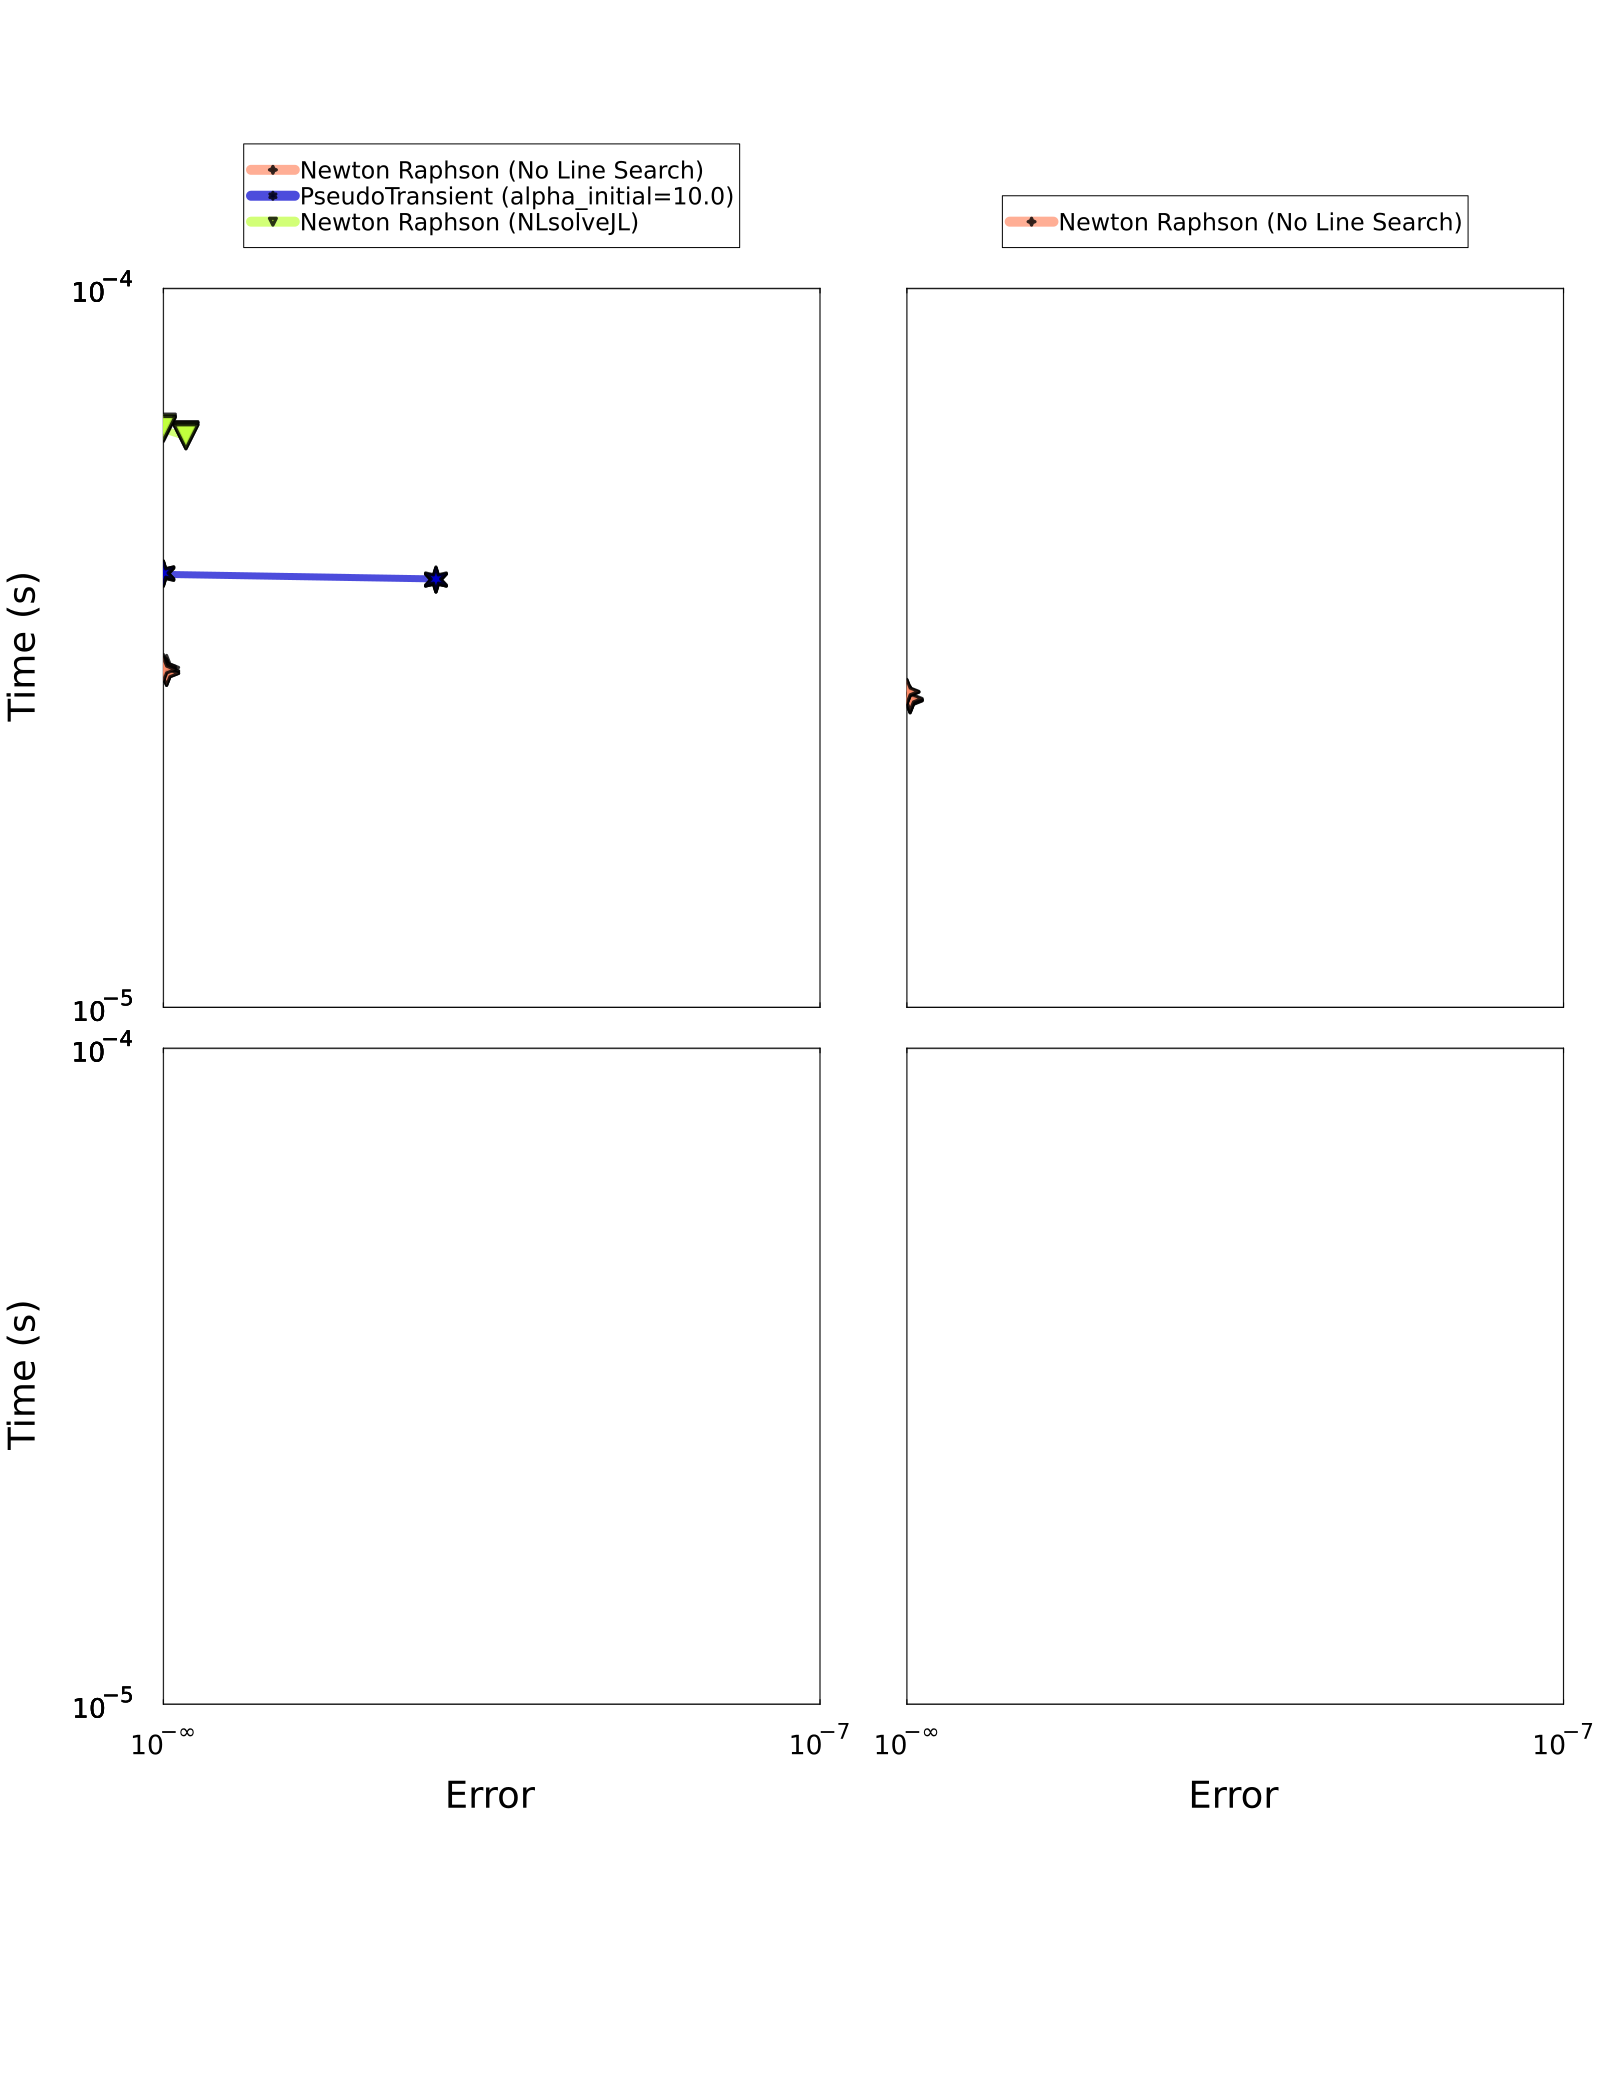 Newton Raphson (No Line Search)
PseudoTransient (alpha_initial=10.0)
Newton Raphson (NLsolveJL)
Newton Raphson (No Line Search)
10⁻⁴
Time (s)
10⁻⁵
10⁻⁴
Time (s)
10⁻⁵
10^−∞
10⁻⁷
10^−∞
10⁻⁷
Error
Error